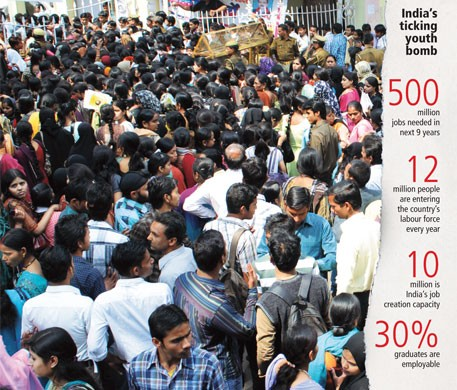 India's
ticking
youth
bomb
500
million
jobs needed in
next 9 years
12
million people
are entering
the country's
labour force
every year
10
million is
India's job
creation capacity
30%
graduates are
employable